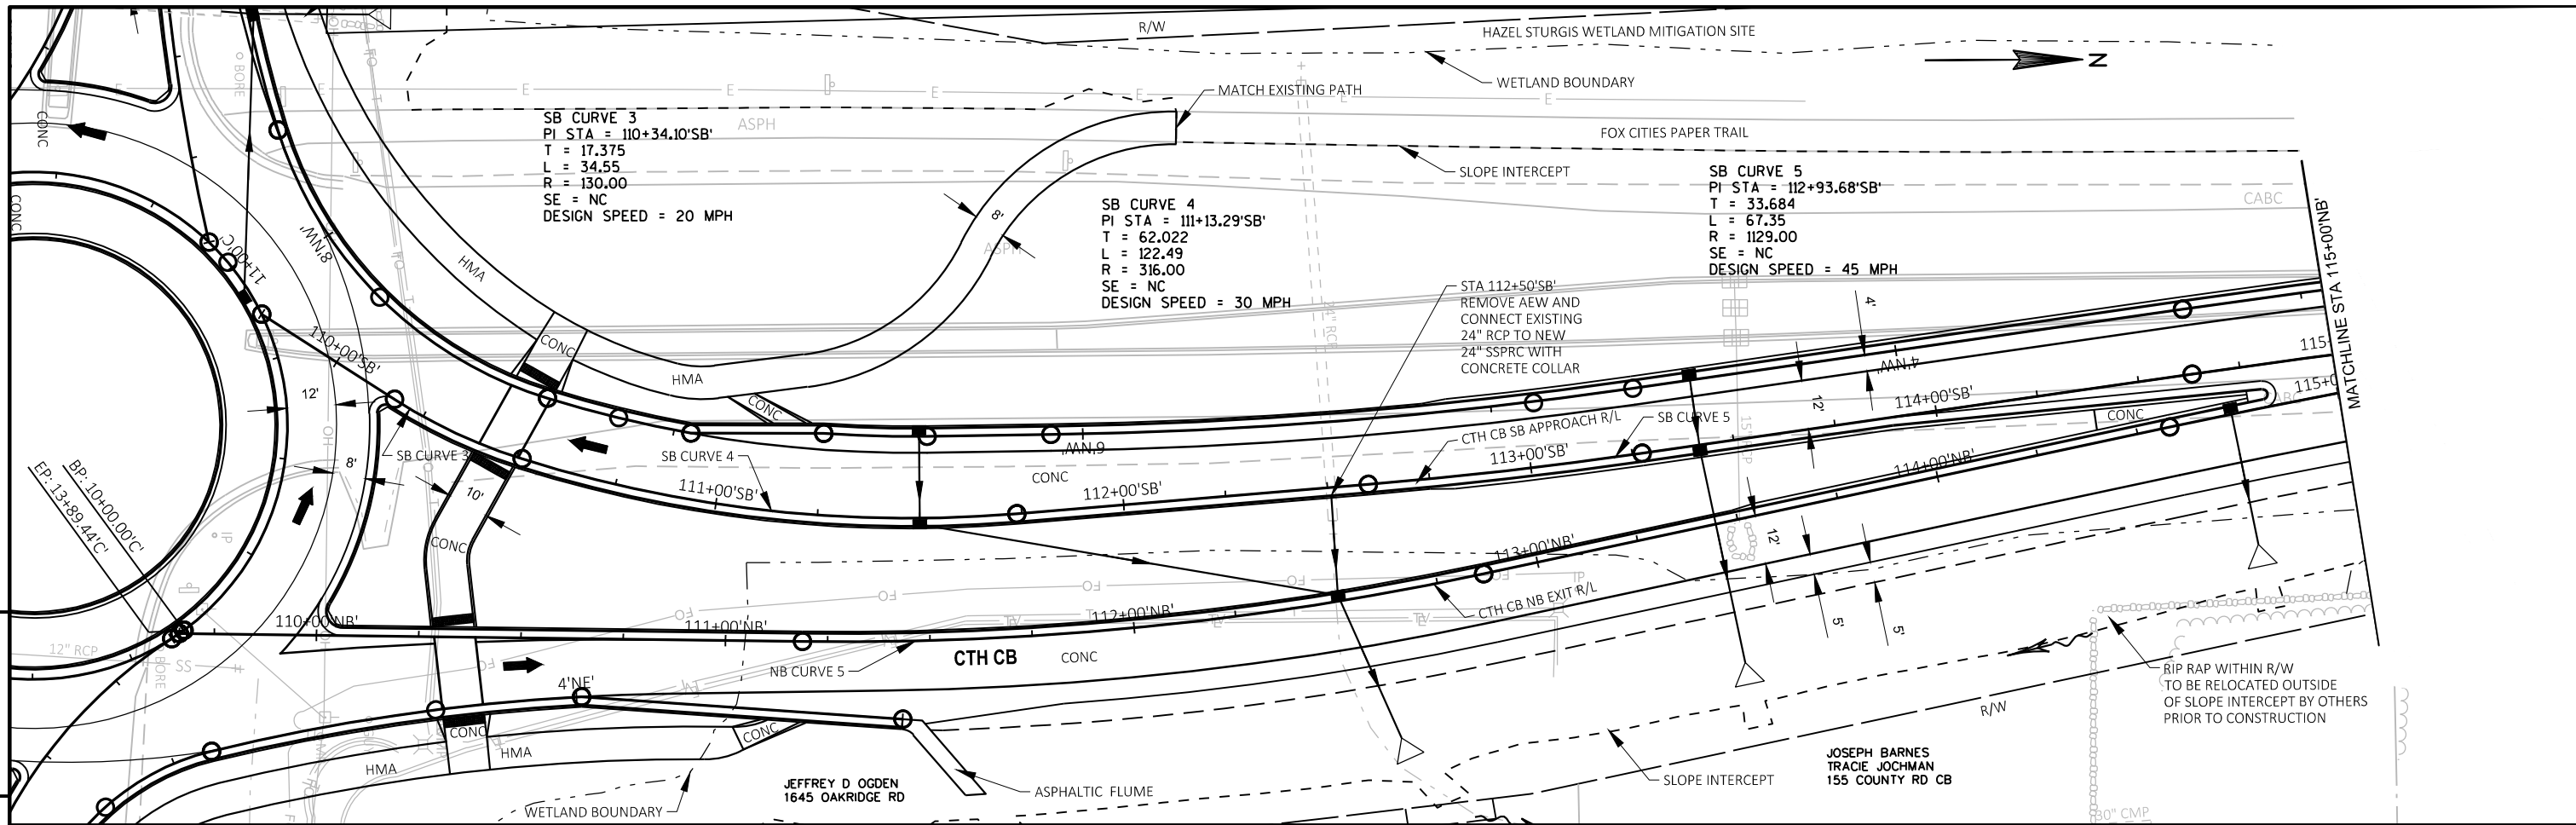 R/W
HAZEL STURGIS WETLAND MITIGATION SITE
WETLAND BOUNDARY
N
MATCH EXISTING PATH
FOX CITIES PAPER TRAIL
SLOPE INTERCEPT
SB CURVE 3
PI STA = 110+34.10'SB'
T = 17.375
L = 34.55
R = 130.00
SE = NC
DESIGN SPEED = 20 MPH
ASPH
SB CURVE 4
PI STA = 111+13.29'SB'
T = 62.022
L = 122.49
R = 316.00
SE = NC
DESIGN SPEED = 30 MPH
SB CURVE 5
PI STA = 112+93.68'SB'
T = 33.684
L = 67.35
R = 1129.00
SE = NC
DESIGN SPEED = 45 MPH
CABC
MATCHLINE STA 115+00'NB'
STA 112+50'SB'
REMOVE AEW AND
CONNECT EXISTING
24" RCP TO NEW
24" SSPRC WITH
CONCRETE COLLAR
BORE
CONC
CONC
11+00'C'
8'NW'
HMA
8'
ASPH
24" RCP
110+00'SB'
12'
8'
10'
CONC
HMA
CONC
6'NW'
4'NW'
4'
12'
CTH CB SB APPROACH R/L
SB CURVE 5
SB CURVE 3
SB CURVE 4
CONC
111+00'SB'
112+00'SB'
113+00'SB'
114+00'SB'
CONC
114+00'NB'
113+00'NB'
12'
5'
5'
EP: 13+89.44'C'
BP: 10+00.00'C'
CONC
110+00'NB'
111+00'NB'
112+00'NB'
CTH CB NB EXIT R/L
12" RCP
SS
BORE
NB CURVE 5
CTH CB
CONC
4'NE'
CONC
HMA
HMA
CONC
WETLAND BOUNDARY
JEFFREY D OGDEN
1645 OAKRIDGE RD
ASPHALTIC FLUME
SLOPE INTERCEPT
JOSEPH BARNES
TRACIE JOCHMAN
155 COUNTY RD CB
R/W
RIP RAP WITHIN R/W
TO BE RELOCATED OUTSIDE
OF SLOPE INTERCEPT BY OTHERS
PRIOR TO CONSTRUCTION
30" CMP